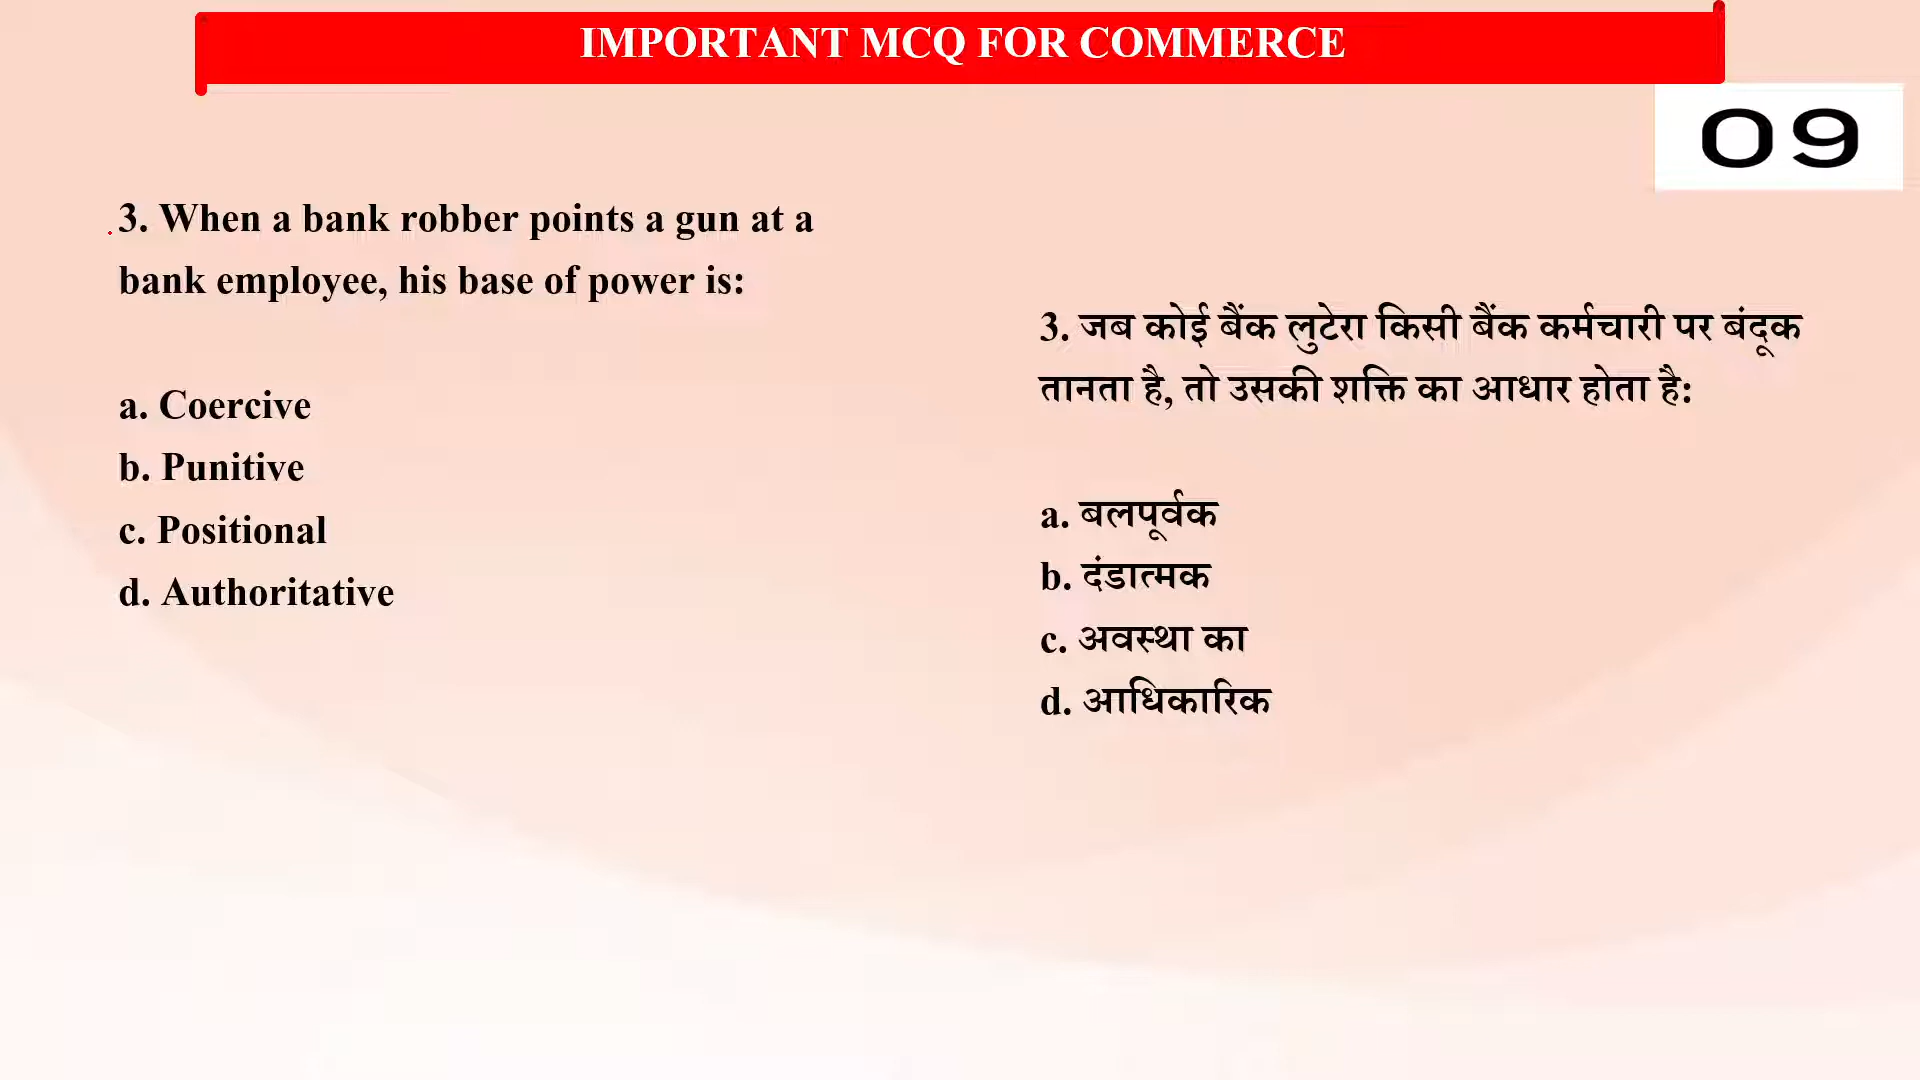 IMPORTANT MCQ FOR COMMERCE
09
3. When a bank robber points a gun at a
bank employee, his base of power is:
a. Coercive
b. Punitive
c. Positional
d. Authoritative
3. जब कोई बैंक लुटेरा किसी बैंक कर्मचारी पर बंदूक
तानता है, तो उसकी शक्ति का आधार होता है:
a. बलपूर्वक
b. दंडात्मक
c. अवस्था का
d. आधिकारिक